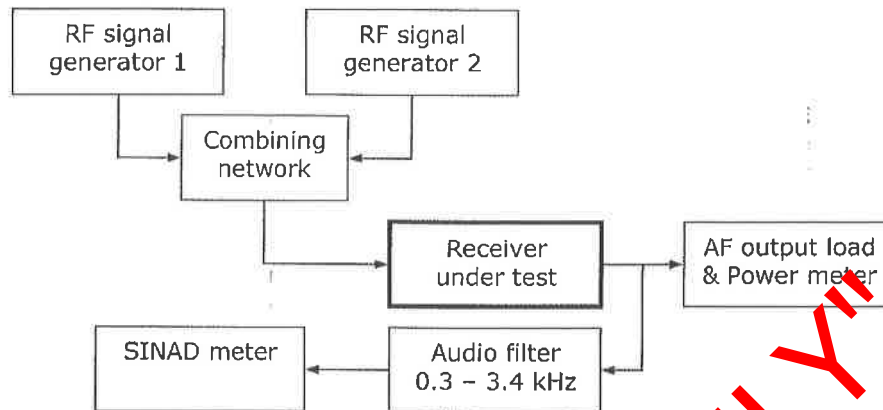 RF signal
generator 1
RF signal
generator 2
Combining
network
Receiver
under test
AF output load
& Power meter
SINAD meter
Audio filter
0.3 – 3.4 kHz
Y"